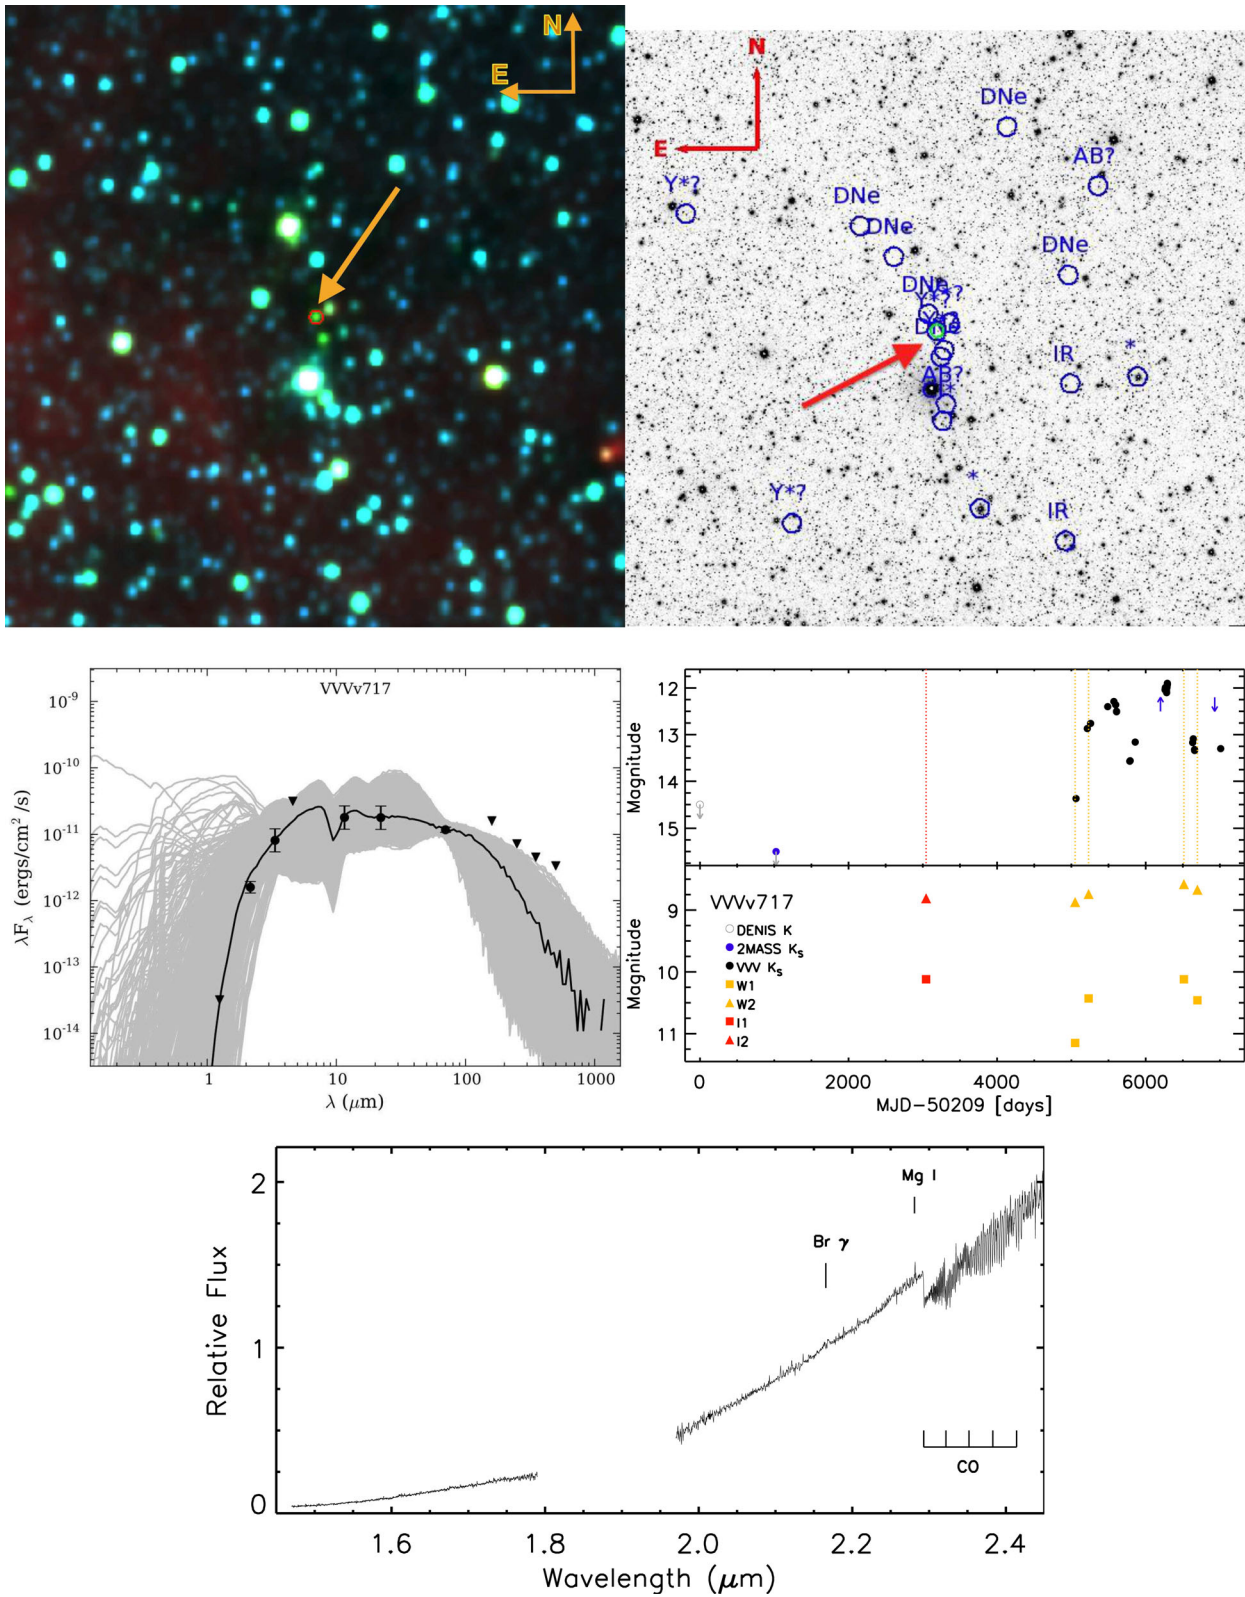 N
E
N
E
DNe
AB?
Y*?
DNe
DNe
DNe
DNe
Y*?
IR
*
AB?
*
Y*?
IR
VVVv717
10⁻⁹
10⁻¹⁰
10⁻¹¹
10⁻¹²
10⁻¹³
10⁻¹⁴
λFλ (ergs/cm² /s)
1 10 100 1000
λ (μm)
12
13
14
15
Magnitude
9
10
11
Magnitude
VVVv717
DENIS K
2MASS Ks
VVV Ks
W1
W2
I1
I2
0 2000 4000 6000
MJD-50209 [days]
Mg I
Br γ
CO
2
1
0
Relative Flux
1.6 1.8 2.0 2.2 2.4
Wavelength (μm)